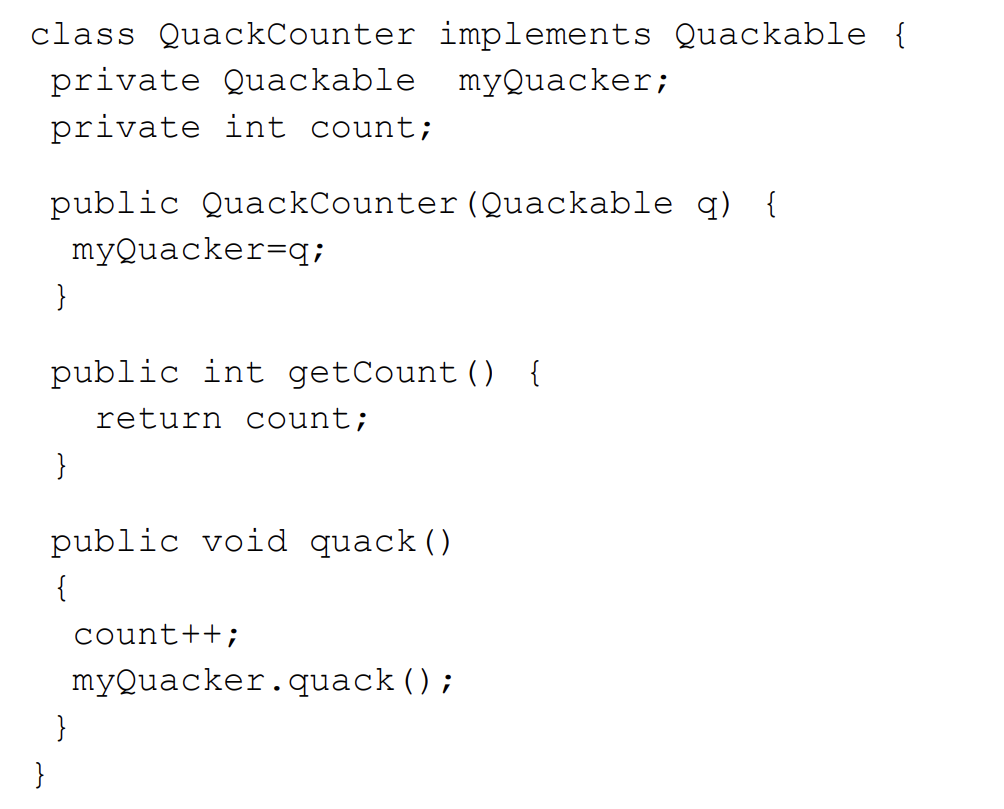 class QuackCounter implements Quackable {
private Quackable  myQuacker;
private int count;
public QuackCounter(Quackable q) {
myQuacker=q;
}
public int getCount() {
return count;
}
public void quack()
{
count++;
myQuacker.quack();
}
}